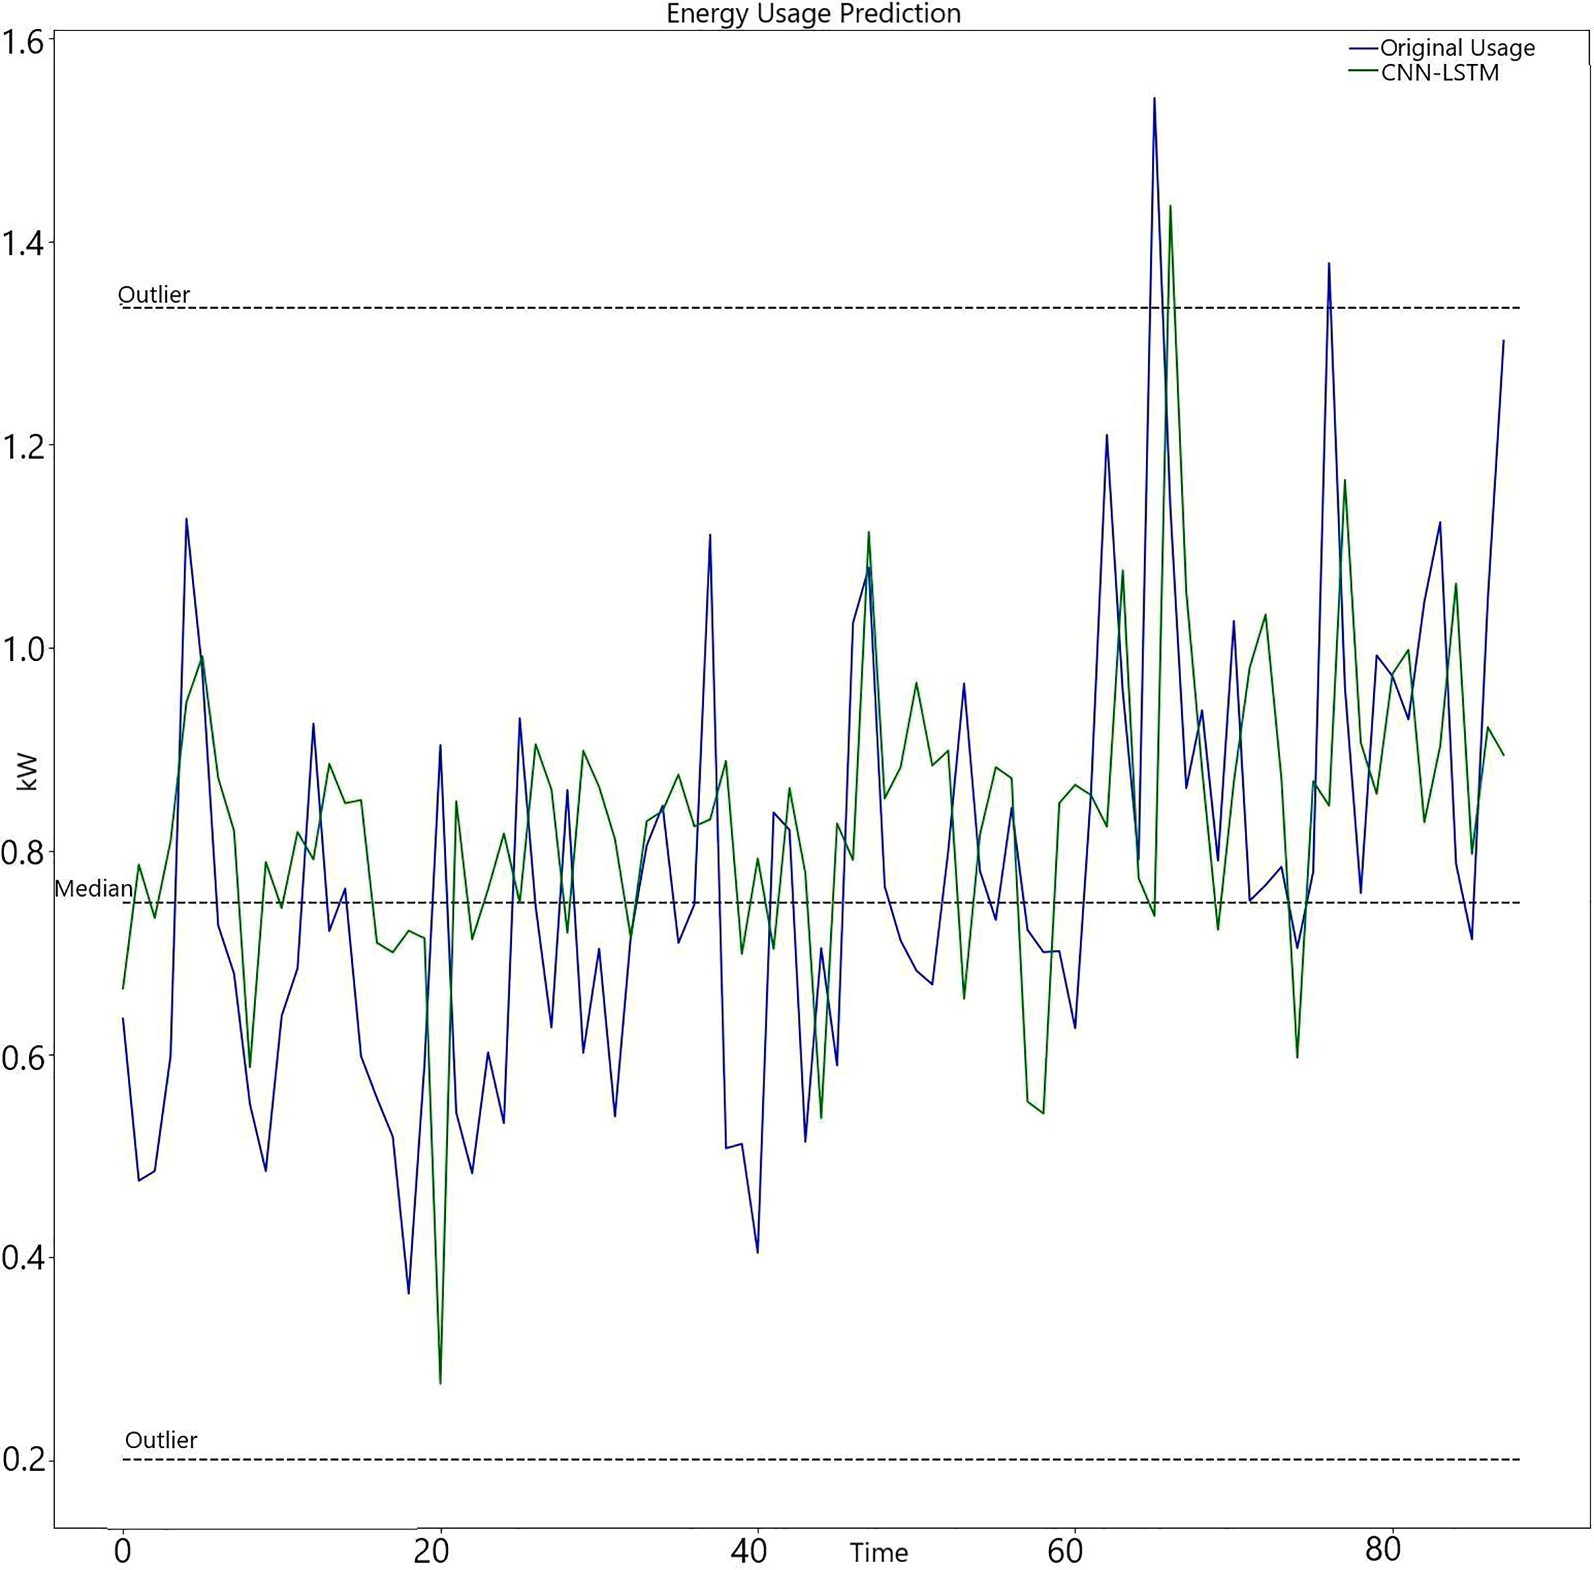 Energy Usage Prediction
1.6
Original Usage
CNN-LSTM
1.4
Outlier
1.2
1.0
kW
0.8
Median
0.6
0.4
Outlier
0.2
0 20 40 Time 60 80